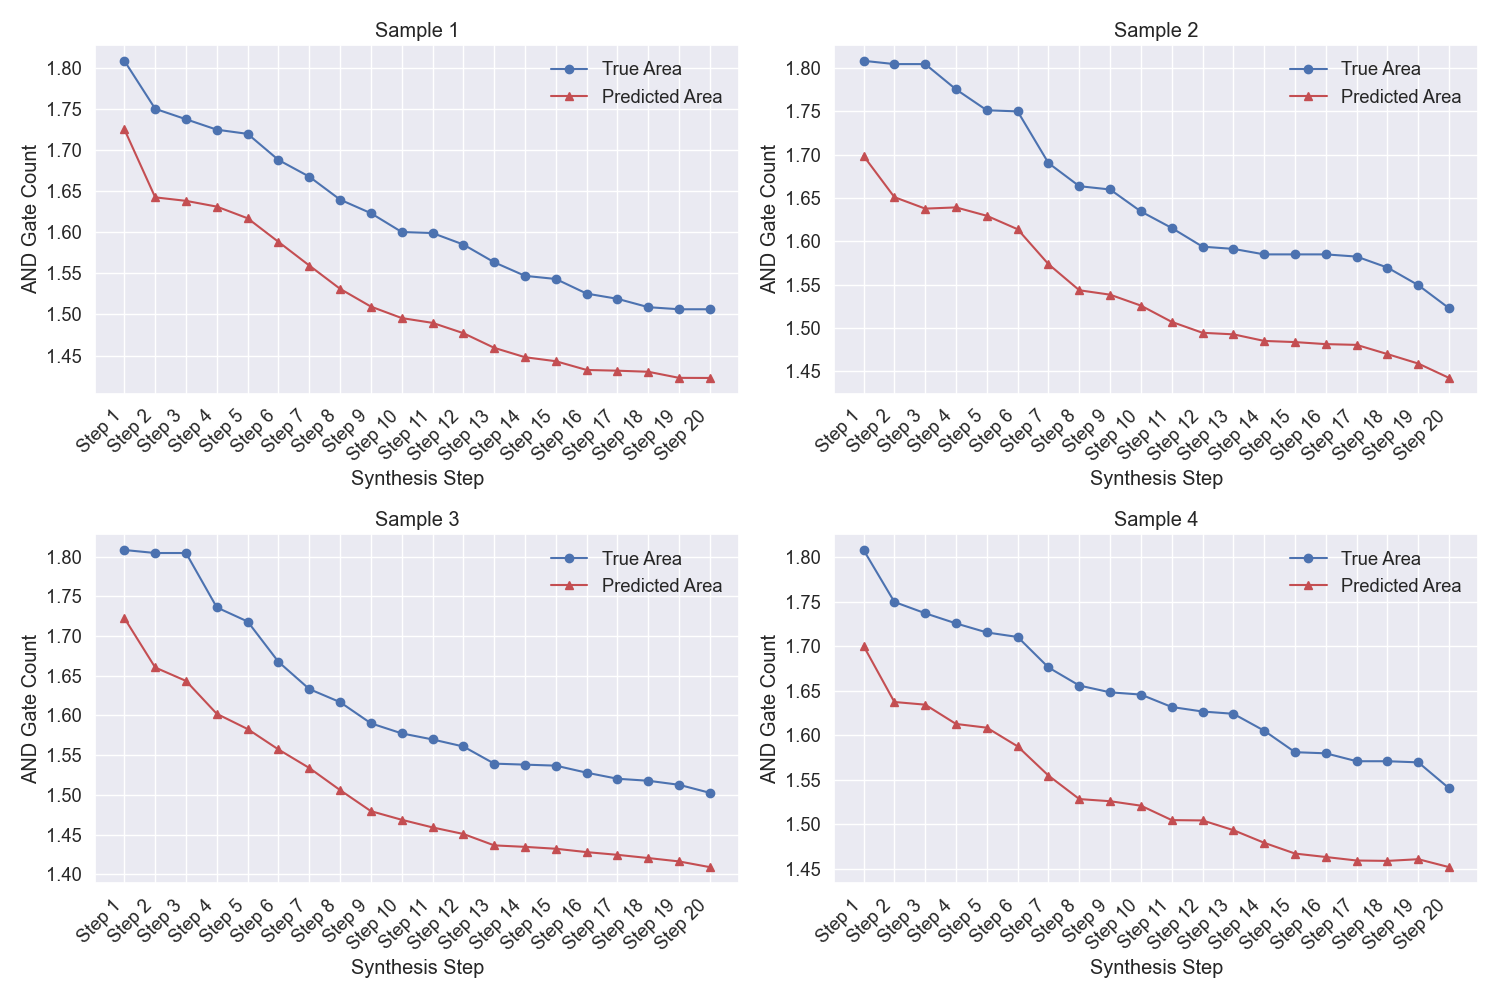 Sample 1
AND Gate Count
1.80
1.75
1.70
1.65
1.60
1.55
1.50
1.45
True Area
Predicted Area
Step 1
Step 2
Step 3
Step 4
Step 5
Step 6
Step 7
Step 8
Step 9
Step 10
Step 11
Step 12
Step 13
Step 14
Step 15
Step 16
Step 17
Step 18
Step 19
Step 20
Synthesis Step
Sample 2
AND Gate Count
1.80
1.75
1.70
1.65
1.60
1.55
1.50
1.45
True Area
Predicted Area
Step 1
Step 2
Step 3
Step 4
Step 5
Step 6
Step 7
Step 8
Step 9
Step 10
Step 11
Step 12
Step 13
Step 14
Step 15
Step 16
Step 17
Step 18
Step 19
Step 20
Synthesis Step
Sample 3
AND Gate Count
1.80
1.75
1.70
1.65
1.60
1.55
1.50
1.45
1.40
True Area
Predicted Area
Step 1
Step 2
Step 3
Step 4
Step 5
Step 6
Step 7
Step 8
Step 9
Step 10
Step 11
Step 12
Step 13
Step 14
Step 15
Step 16
Step 17
Step 18
Step 19
Step 20
Synthesis Step
Sample 4
AND Gate Count
1.80
1.75
1.70
1.65
1.60
1.55
1.50
1.45
True Area
Predicted Area
Step 1
Step 2
Step 3
Step 4
Step 5
Step 6
Step 7
Step 8
Step 9
Step 10
Step 11
Step 12
Step 13
Step 14
Step 15
Step 16
Step 17
Step 18
Step 19
Step 20
Synthesis Step